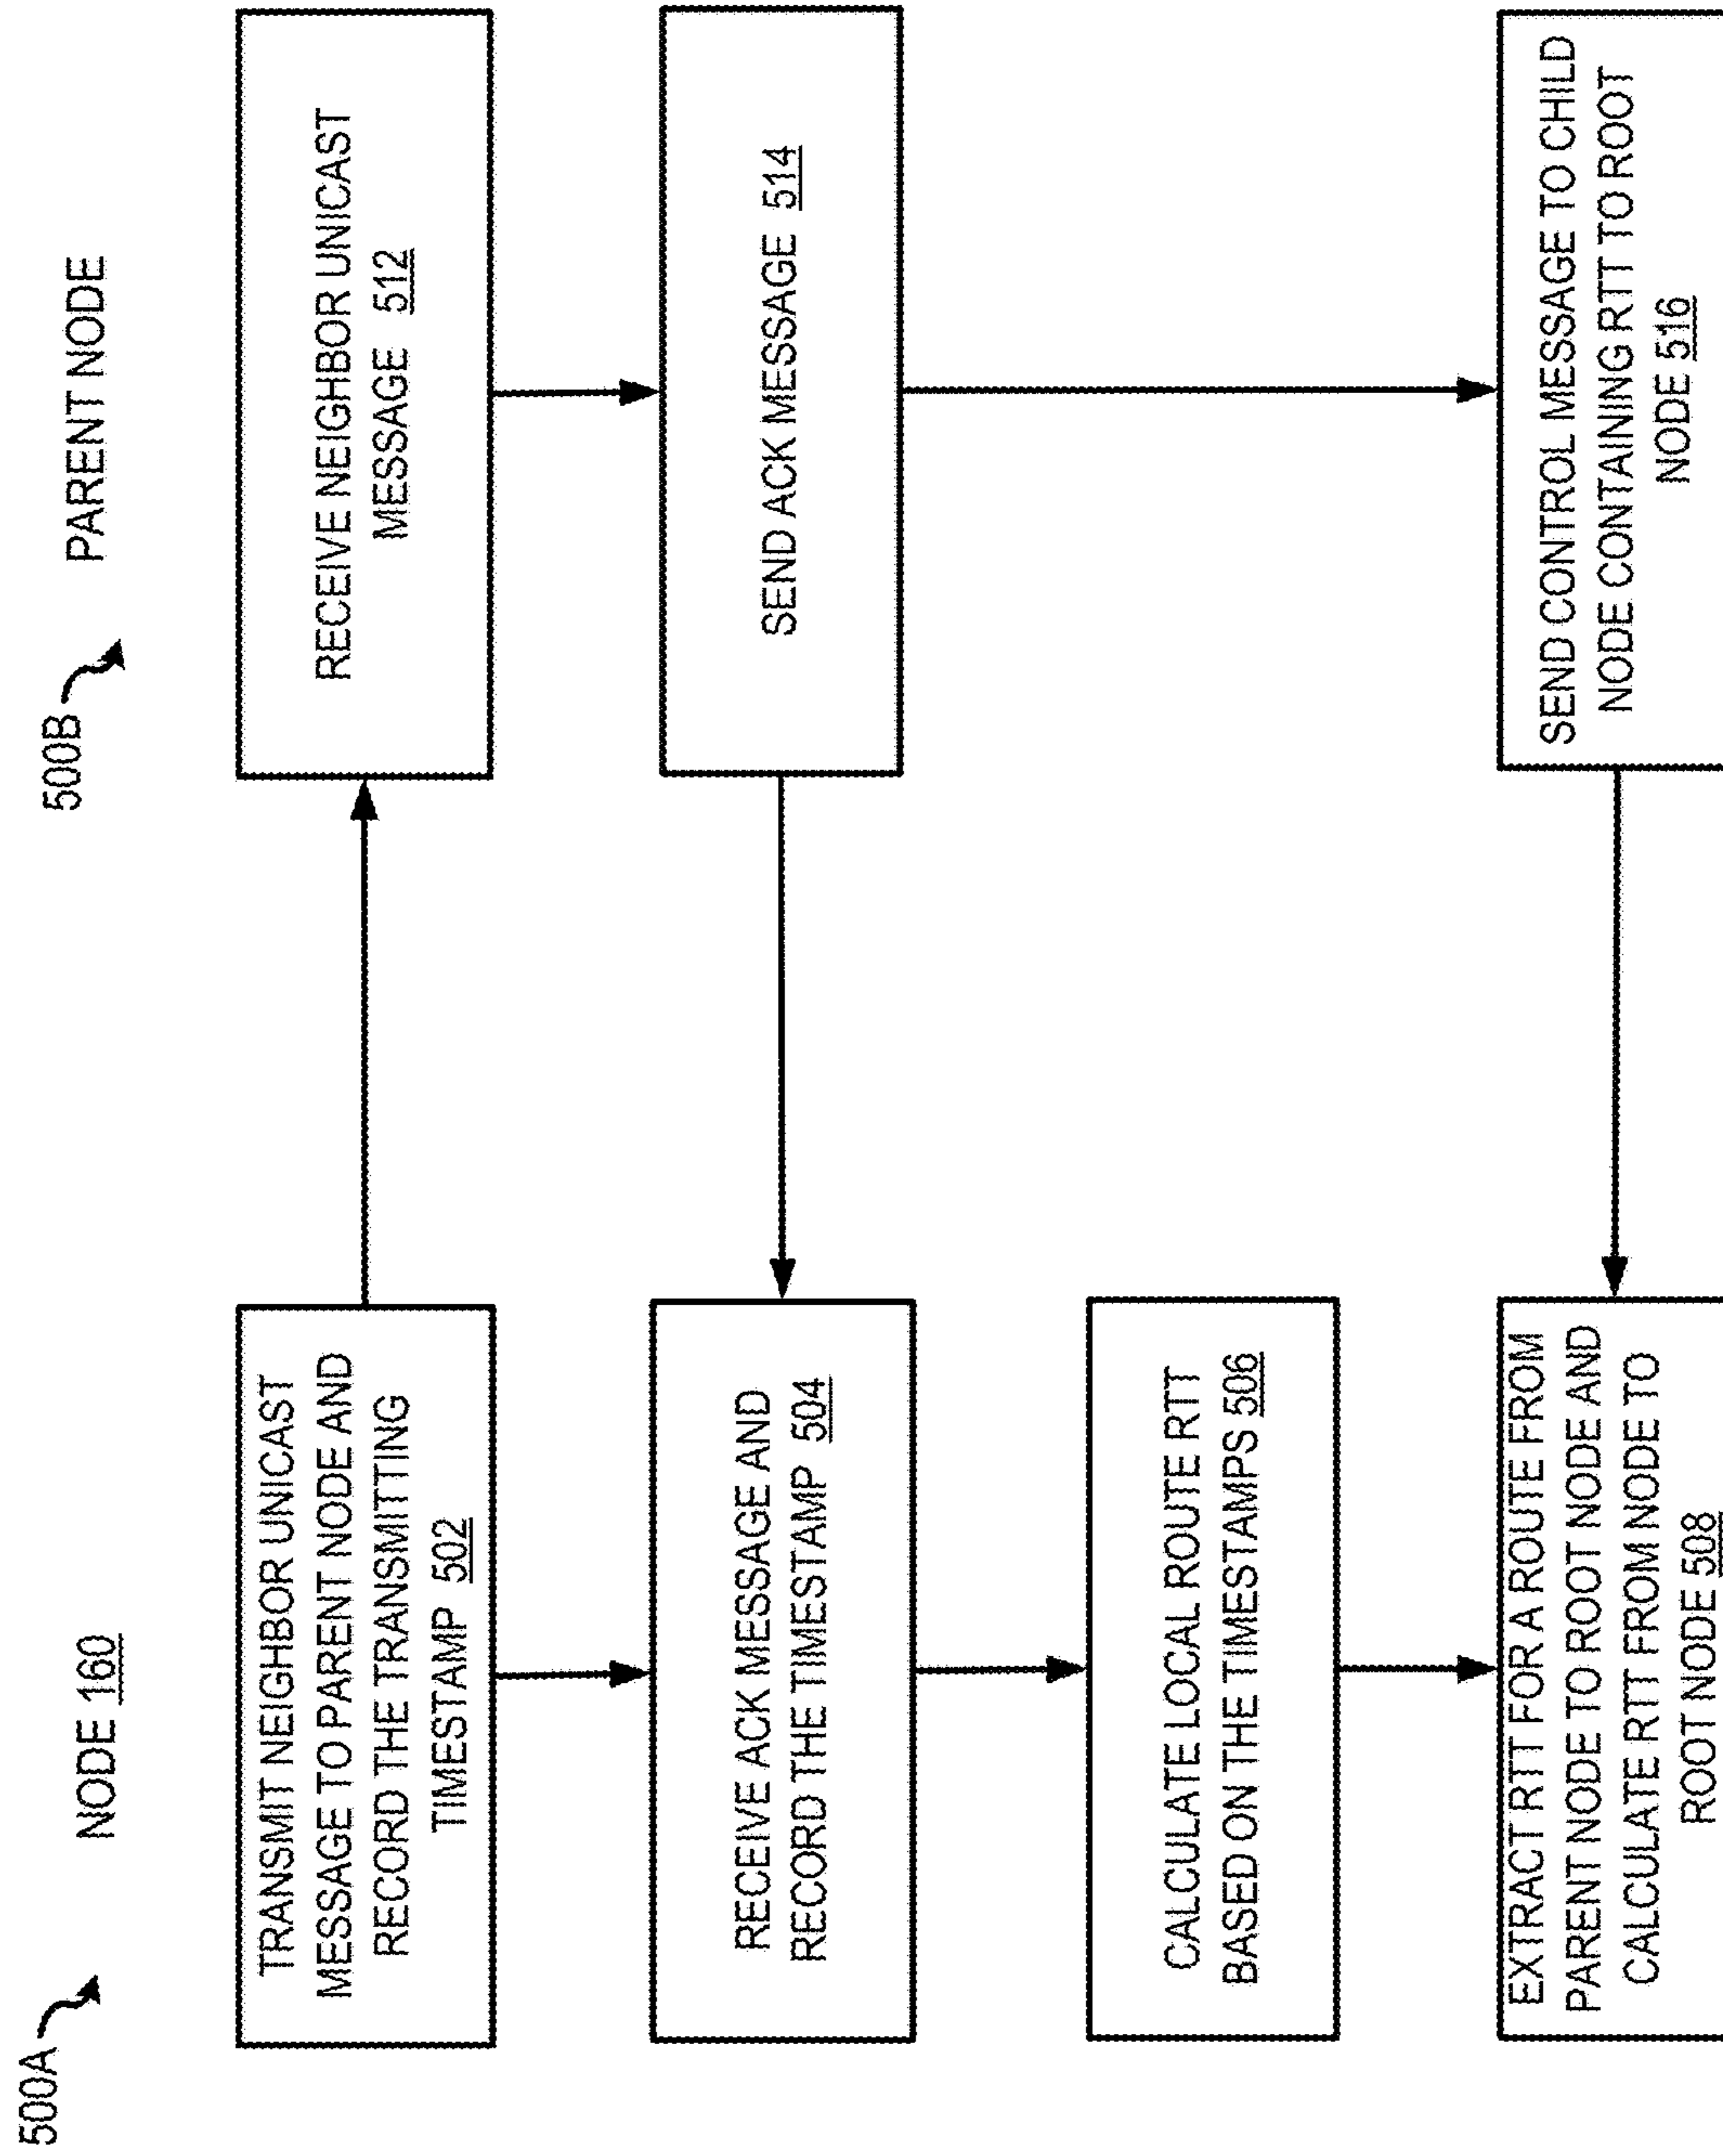 500A
NODE 160
500B
PARENT NODE
TRANSMIT NEIGHBOR UNICAST
MESSAGE TO PARENT NODE AND
RECORD THE TRANSMITTING
TIMESTAMP 502
RECEIVE NEIGHBOR UNICAST
MESSAGE 512
RECEIVE ACK MESSAGE AND
RECORD THE TIMESTAMP 504
SEND ACK MESSAGE 514
CALCULATE LOCAL ROUTE RTT
BASED ON THE TIMESTAMPS 506
EXTRACT RTT FOR A ROUTE FROM
PARENT NODE TO ROOT NODE AND
CALCULATE RTT FROM NODE TO
ROOT NODE 508
SEND CONTROL MESSAGE TO CHILD
NODE CONTAINING RTT TO ROOT
NODE 516